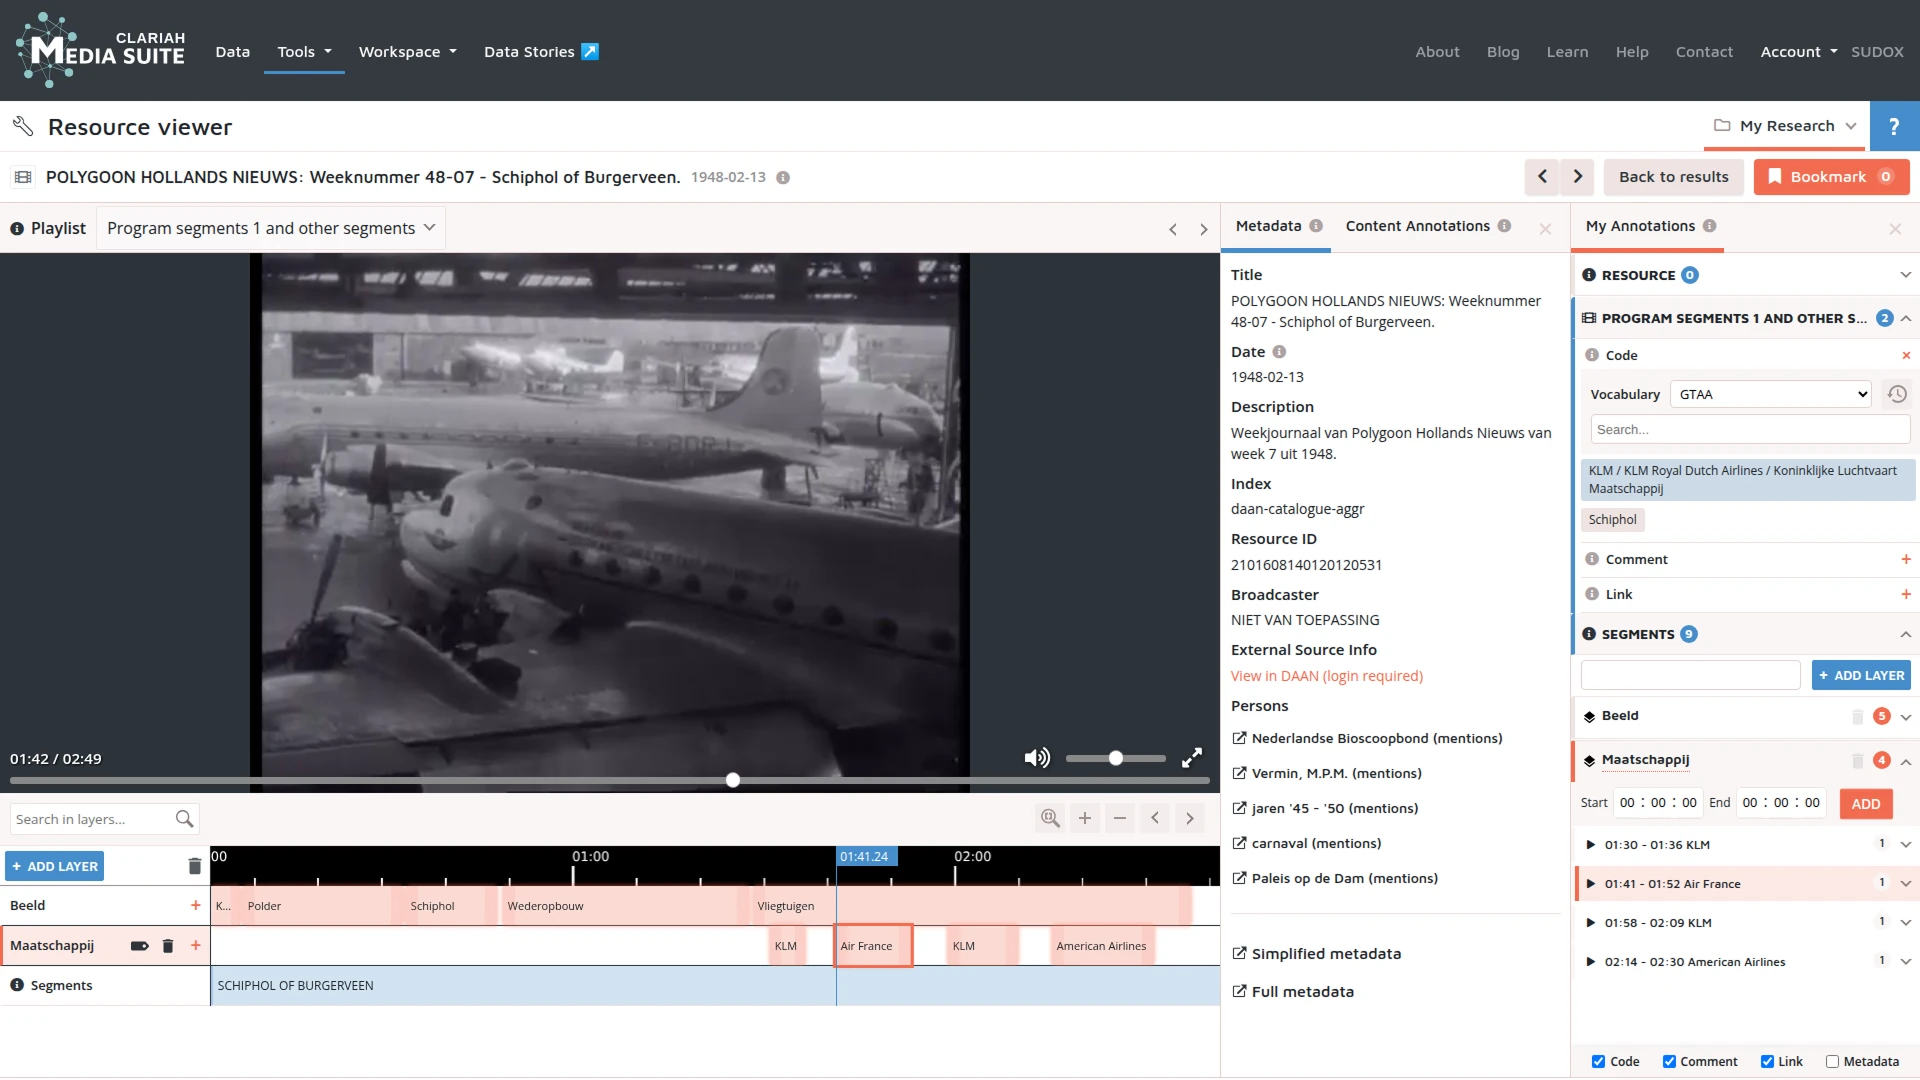 CLARIAH
MEDIA SUITE
Data
Tools
Workspace
Data Stories
About
Blog
Learn
Help
Contact
Account
SUDOX
Resource viewer
My Research
?
POLYGOON HOLLANDS NIEUWS: Weeknummer 48-07 - Schiphol of Burgerveen. 1948-02-13
Back to results
Bookmark 0
Playlist
Program segments 1 and other segments
01:42 / 02:49
Search in layers...
+ ADD LAYER
00
01:00
01:41.24
02:00
Beeld +
K...
Polder
Schiphol
Wederopbouw
Vliegtuigen
Maatschappij +
KLM
Air France
KLM
American Airlines
Segments
SCHIPHOL OF BURGERVEEN
Metadata
Content Annotations
Title
POLYGOON HOLLANDS NIEUWS: Weeknummer
48-07 - Schiphol of Burgerveen.
Date
1948-02-13
Description
Weekjournaal van Polygoon Hollands Nieuws van
week 7 uit 1948.
Index
daan-catalogue-aggr
Resource ID
2101608140120120531
Broadcaster
NIET VAN TOEPASSING
External Source Info
View in DAAN (login required)
Persons
Nederlandse Bioscoopbond (mentions)
Vermin, M.P.M. (mentions)
jaren '45 - '50 (mentions)
carnaval (mentions)
Paleis op de Dam (mentions)
Simplified metadata
Full metadata
My Annotations
RESOURCE 0
PROGRAM SEGMENTS 1 AND OTHER S... 2
Code
Vocabulary
GTAA
Search...
KLM / KLM Royal Dutch Airlines / Koninklijke Luchtvaart
Maatschappij
Schiphol
Comment +
Link +
SEGMENTS 9
+ ADD LAYER
Beeld 5
Maatschappij 4
Start 00 : 00 : 00 End 00 : 00 : 00 ADD
01:30 - 01:36 KLM 1
01:41 - 01:52 Air France 1
01:58 - 02:09 KLM 1
02:14 - 02:30 American Airlines 1
Code
Comment
Link
Metadata